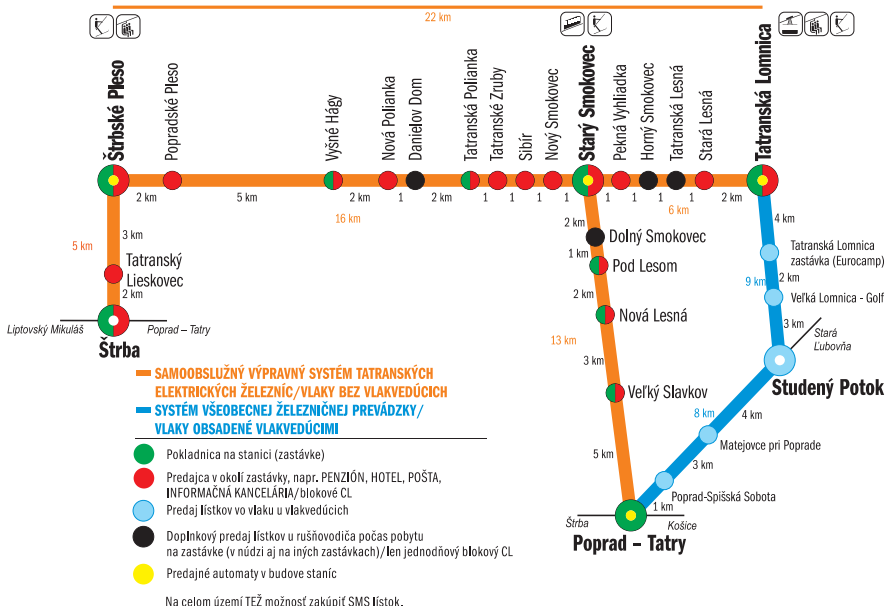 22 km
Štrbské Pleso
Popradské Pleso
Vyšné Hágy
Nová Polianka
Danielov Dom
Tatranská Polianka
Tatranské Zruby
Sibír
Nový Smokovec
Starý Smokovec
Pekná Vyhliadka
Horný Smokovec
Tatranská Lesná
Stará Lesná
Tatranská Lomnica
2 km
5 km
2 km
1
2 km
1
1
1
1
1
1
1
1
2 km
16 km
6 km
3 km
5 km
Tatranský
Lieskovec
2 km
Liptovský Mikuláš
Poprad – Tatry
Štrba
2 km
Dolný Smokovec
1 km
Pod Lesom
2 km
Nová Lesná
13 km
3 km
Veľký Slavkov
5 km
Štrba
Košice
Poprad – Tatry
4 km
Tatranská Lomnica
zastávka (Eurocamp)
9 km
2 km
Veľká Lomnica - Golf
3 km
Stará
Ľubovňa
Studený Potok
8 km
4 km
Matejovce pri Poprade
3 km
Poprad-Spišská Sobota
1 km
SAMOOBSLUŽNÝ VÝPRAVNÝ SYSTÉM TATRANSKÝCH
ELEKTRICKÝCH ŽELEZNÍC/VLAKY BEZ VLAKVEDÚCICH
SYSTÉM VŠEOBECNEJ ŽELEZNIČNEJ PREVÁDZKY/
VLAKY OBSADENÉ VLAKVEDÚCIMI
Pokladnica na stanici (zastávke)
Predajca v okolí zastávky, napr. PENZIÓN, HOTEL, POŠTA,
INFORMAČNÁ KANCELÁRIA/blokové CL
Predaj lístkov vo vlaku u vlakvedúcich
Doplnkový predaj lístkov u rušňovodiča počas pobytu
na zastávke (v núdzi aj na iných zastávkach)/len jednodňový blokový CL
Predajné automaty v budove staníc
Na celom území TEŽ možnosť zakúpiť SMS lístok.